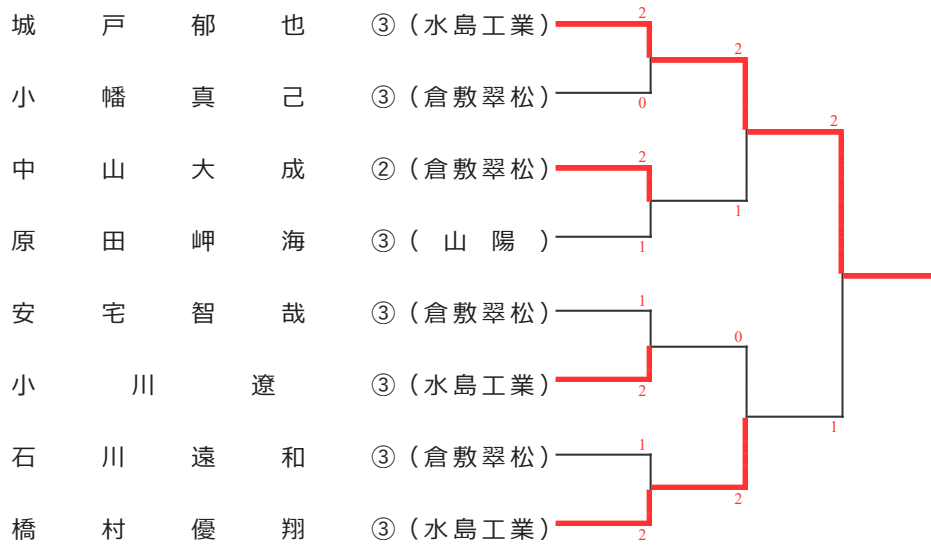 城戸郁也 ③（水島工業） 2
2
小幡真己 ③（倉敷翠松） 0
2
中山大成 ②（倉敷翠松） 2
1
原田岬海 ③（山陽） 1
安宅智哉 ③（倉敷翠松） 1
0
小川遼 ③（水島工業） 2
1
石川遠和 ③（倉敷翠松） 1
2
橋村優翔 ③（水島工業） 2